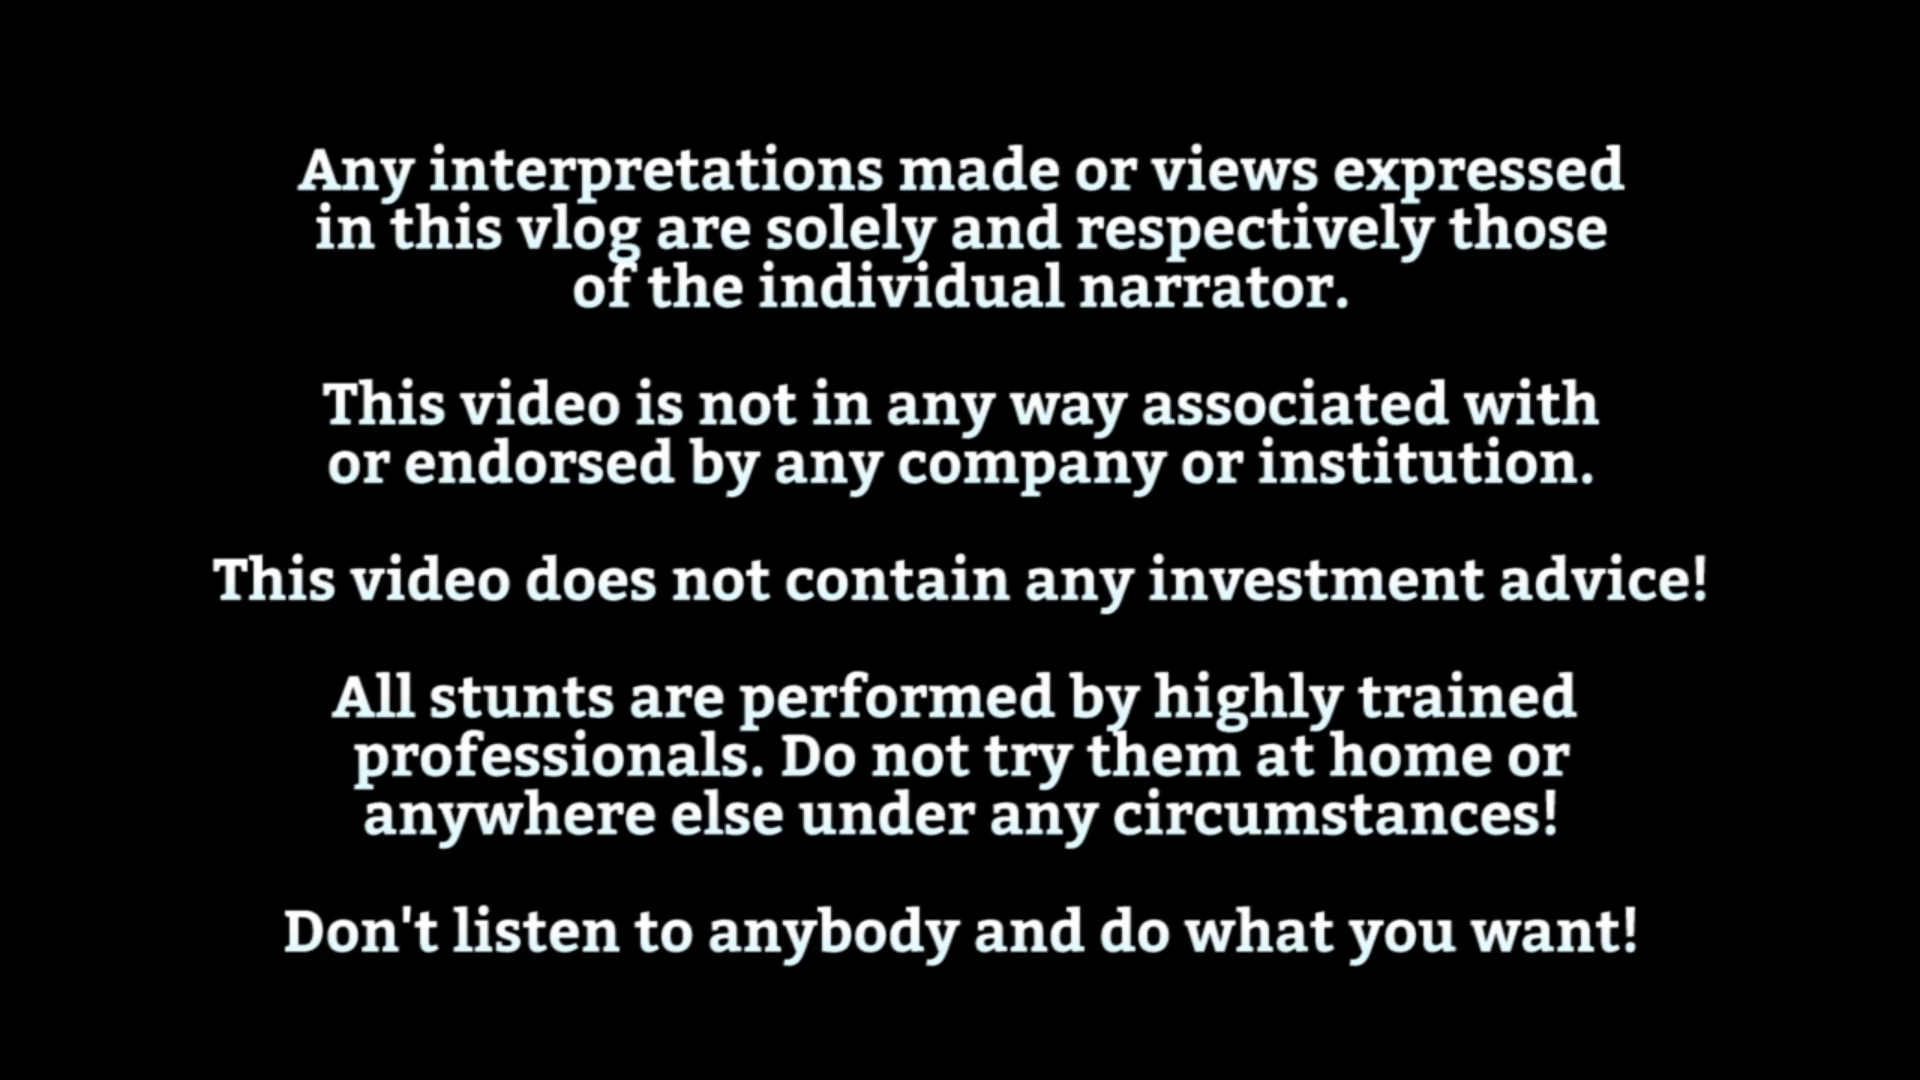 Any interpretations made or views expressed
in this vlog are solely and respectively those
of the individual narrator.
This video is not in any way associated with
or endorsed by any company or institution.
This video does not contain any investment advice!
All stunts are performed by highly trained
professionals. Do not try them at home or
anywhere else under any circumstances!
Don't listen to anybody and do what you want!